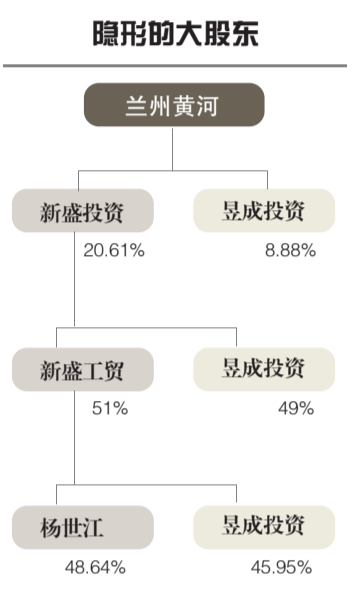 隐形的大股东
兰州黄河
新盛投资
昱成投资
20.61%
8.88%
新盛工贸
昱成投资
51%
49%
杨世江
昱成投资
48.64%
45.95%